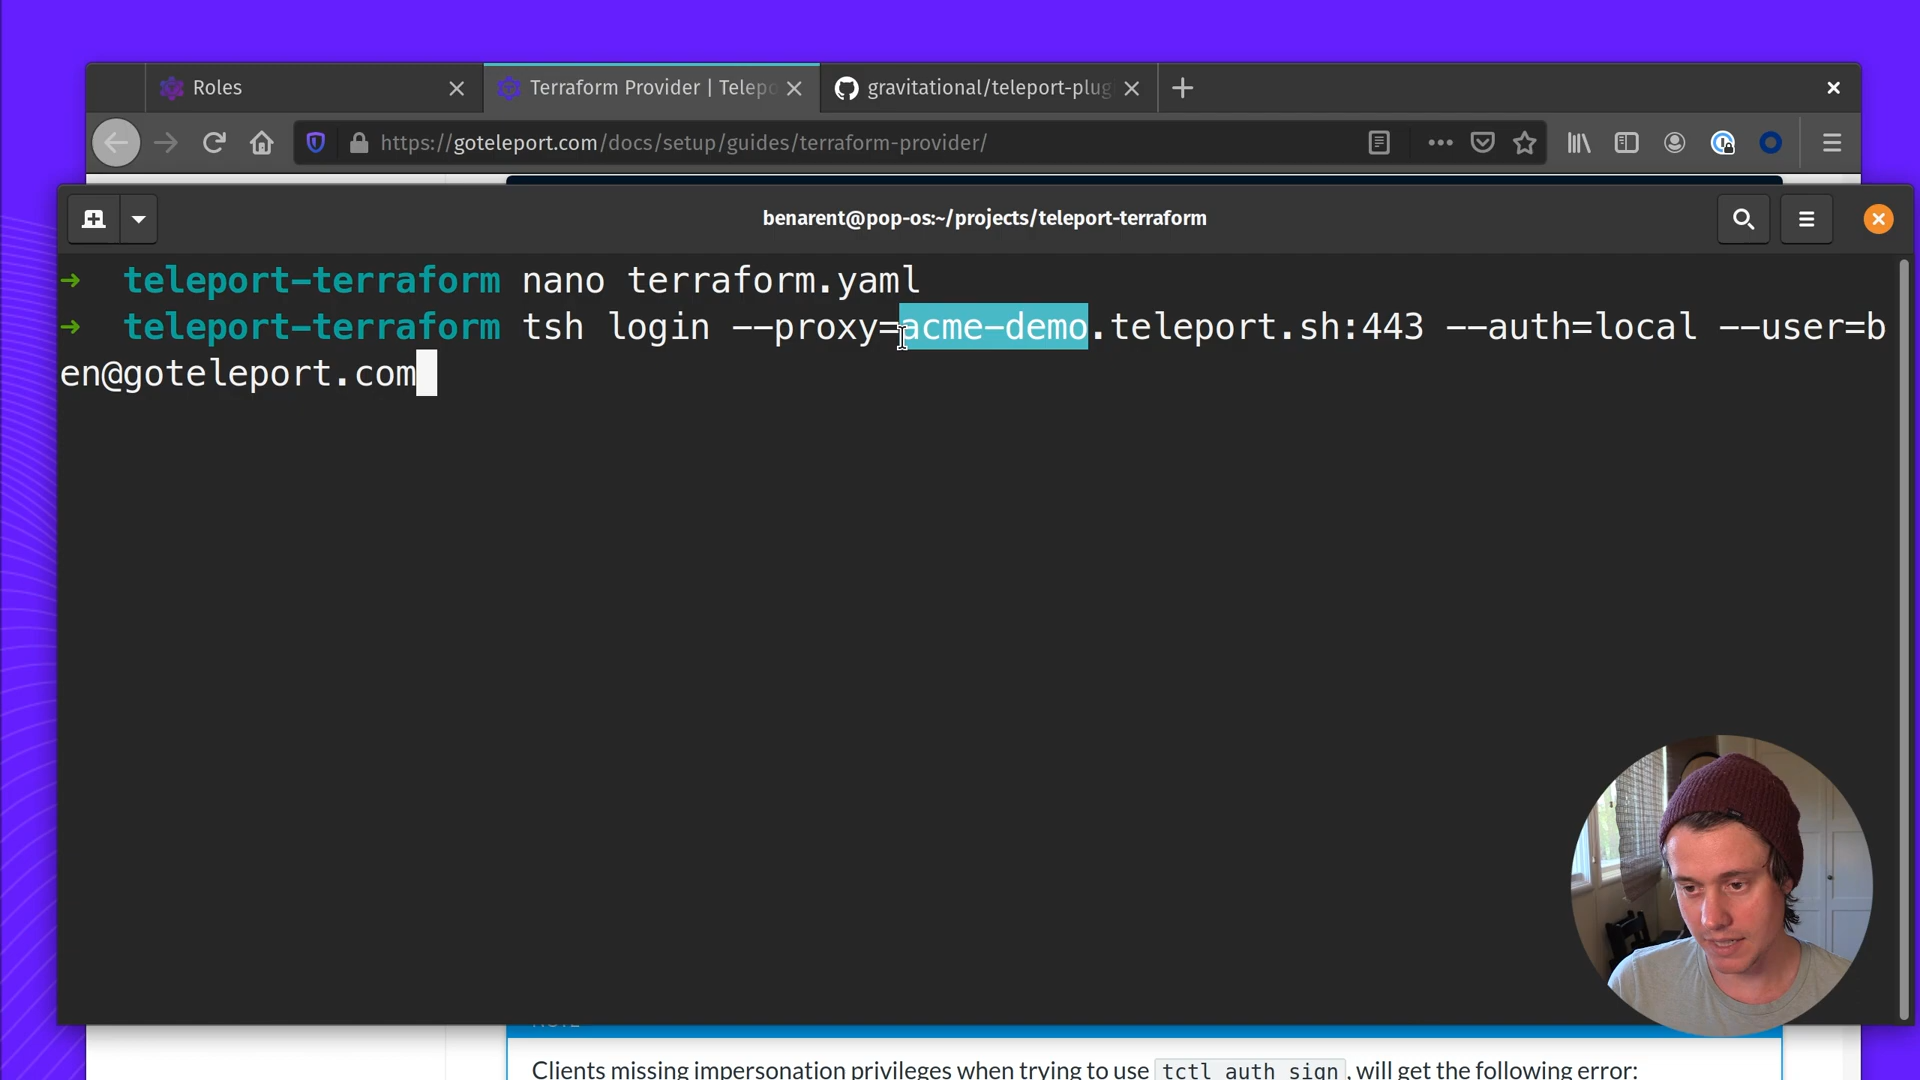 Roles
Terraform Provider | Telepo
gravitational/teleport-plug
https://goteleport.com/docs/setup/guides/terraform-provider/
benarent@pop-os:~/projects/teleport-terraform
→ teleport-terraform nano terraform.yaml
→ teleport-terraform tsh login --proxy=acme-demo.teleport.sh:443 --auth=local --user=b
en@goteleport.com
Clients missing impersonation privileges when trying to use tctl auth sign, will get the following error: